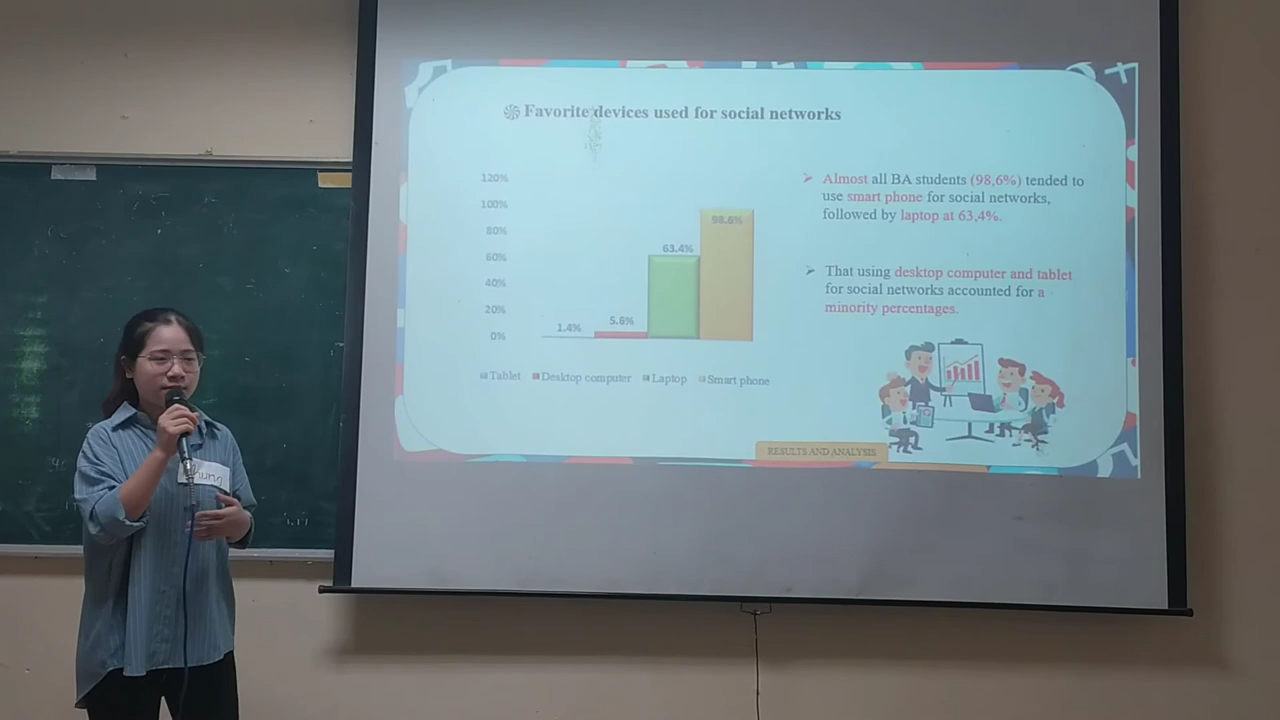 Favorite devices used for social networks
120%
100%
80%
60%
40%
20%
0%
1.4%
5.6%
63.4%
98.6%
Tablet Desktop computer Laptop Smart phone
Almost all BA students (98,6%) tended to
use smart phone for social networks,
followed by laptop at 63,4%.
That using desktop computer and tablet
for social networks accounted for a
minority percentages.
RESULTS AND ANALYSIS